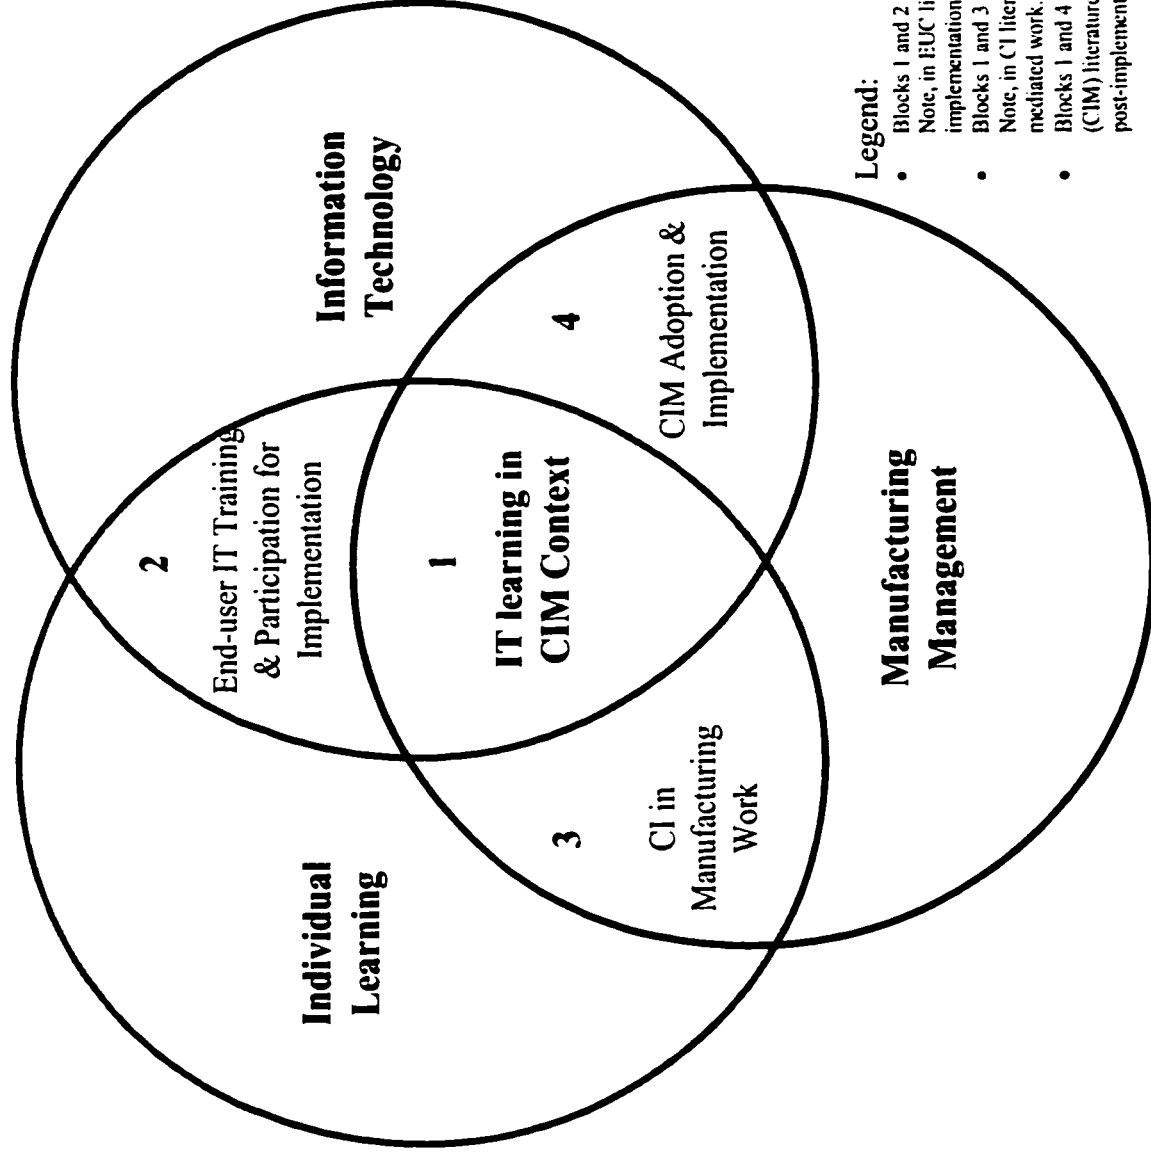 Individual
Learning
Information
Technology
2
End-user IT Training
& Participation for
Implementation
1
IT learning in
CIM Context
3
CI in
Manufacturing
Work
4
CIM Adoption &
Implementation
Manufacturing
Management
Legend:
• Blocks 1 and 2
Note, in EUC li
implementation
• Blocks 1 and 3
Note, in CI liter
mediated work.
• Blocks 1 and 4
(CIM) literature
post-implement